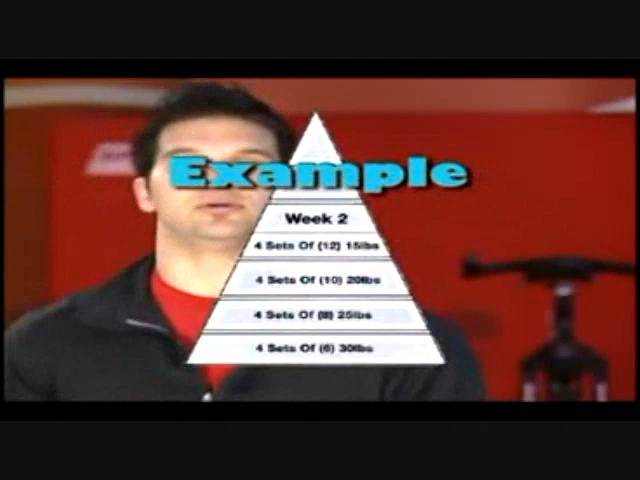 Example
Week 2
4 Sets Of (12) 15lbs
4 Sets Of (10) 20lbs
4 Sets Of (8) 25lbs
4 Sets Of (6) 30lbs